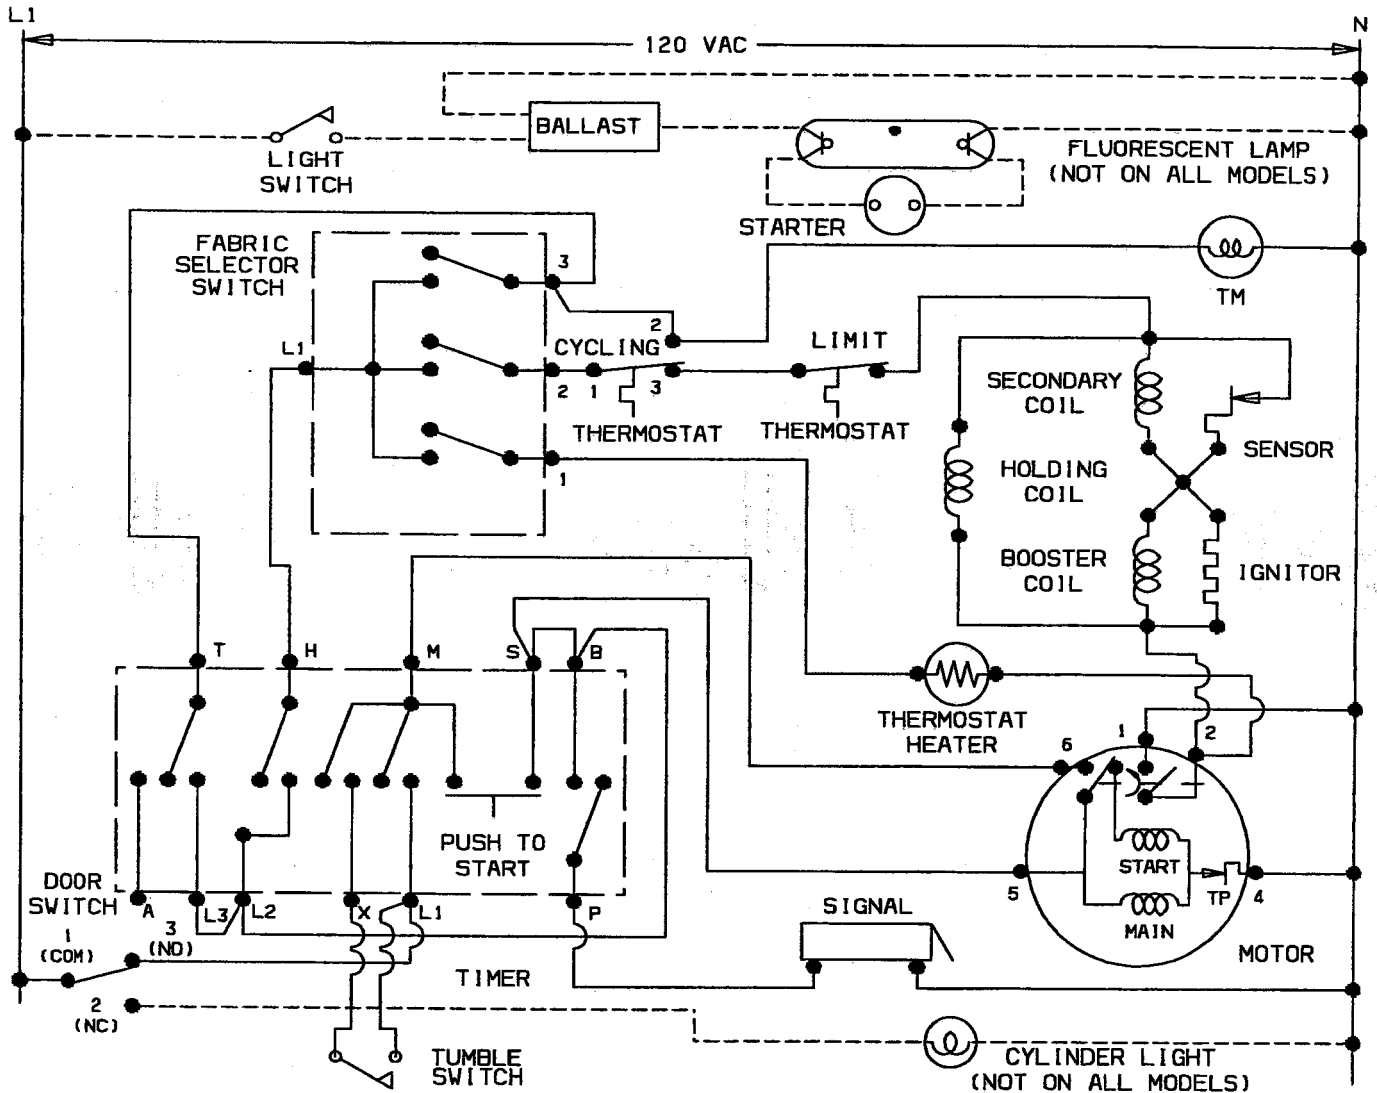 L1
N
120 VAC
BALLAST
LIGHT
SWITCH
FLUORESCENT LAMP
(NOT ON ALL MODELS)
STARTER
FABRIC
SELECTOR
SWITCH
3
TM
2
L1
CYCLING
LIMIT
2
1
3
THERMOSTAT
THERMOSTAT
SECONDARY
COIL
SENSOR
1
HOLDING
COIL
BOOSTER
COIL
IGNITOR
T
H
M
S
B
THERMOSTAT
HEATER
6
1
2
PUSH TO
START
START
MAIN
TP
5
4
MOTOR
DOOR
SWITCH
A
L3
L2
X
L1
P
1
(COM)
3
(NO)
2
(NC)
TIMER
SIGNAL
TUMBLE
SWITCH
CYLINDER LIGHT
(NOT ON ALL MODELS)